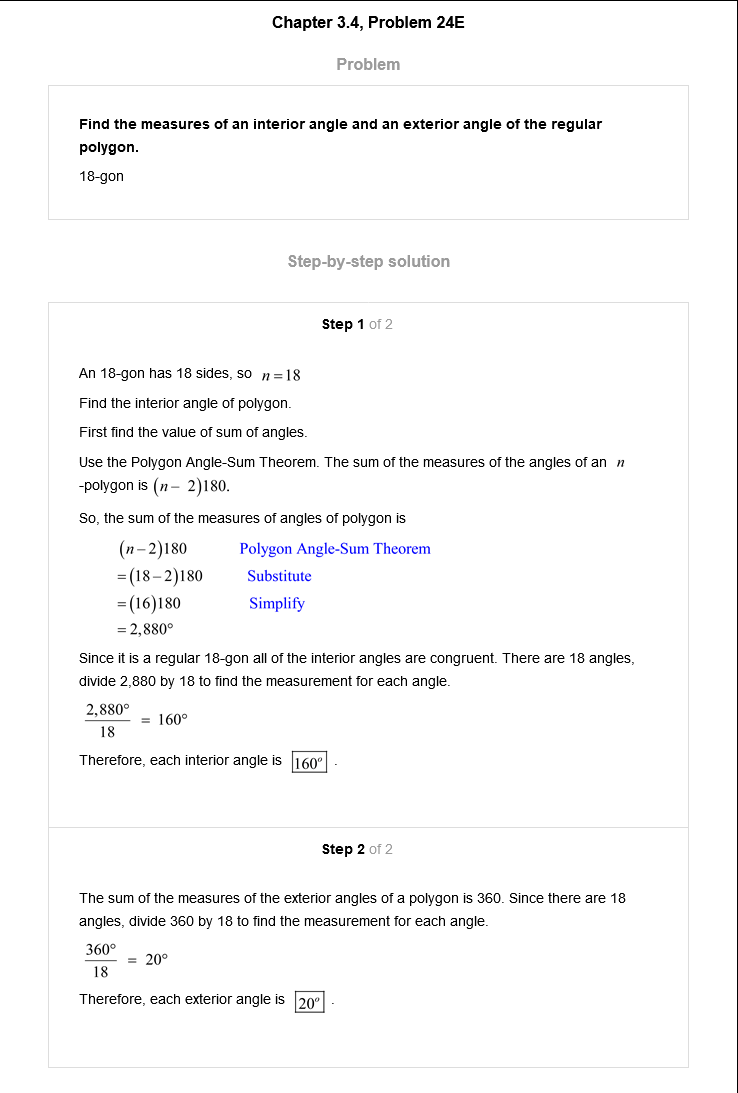 Chapter 3.4, Problem 24E
Problem
Find the measures of an interior angle and an exterior angle of the regular
polygon.
18-gon
Step-by-step solution
Step 1 of 2
An 18-gon has 18 sides, so n = 18
Find the interior angle of polygon.
First find the value of sum of angles.
Use the Polygon Angle-Sum Theorem. The sum of the measures of the angles of an n
-polygon is (n − 2)180.
So, the sum of the measures of angles of polygon is
(n − 2)180 Polygon Angle-Sum Theorem
= (18 − 2)180 Substitute
= (16)180 Simplify
= 2,880°
Since it is a regular 18-gon all of the interior angles are congruent. There are 18 angles,
divide 2,880 by 18 to find the measurement for each angle.
2,880°
= 160°
18
Therefore, each interior angle is 160° .
Step 2 of 2
The sum of the measures of the exterior angles of a polygon is 360. Since there are 18
angles, divide 360 by 18 to find the measurement for each angle.
360°
= 20°
18
Therefore, each exterior angle is 20° .